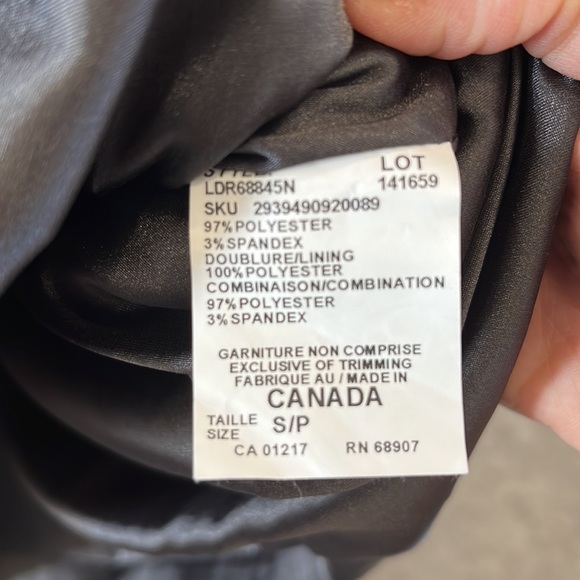 STYLE: LOT
LDR68845N 141659
SKU 2939490920089
97% POLYESTER
3% SPANDEX
DOUBLURE/LINING
100% POLYESTER
COMBINAISON/COMBINATION
97% POLYESTER
3% SPANDEX
GARNITURE NON COMPRISE
EXCLUSIVE OF TRIMMING
FABRIQUE AU / MADE IN
CANADA
TAILLE S/P
SIZE
CA 01217 RN 68907